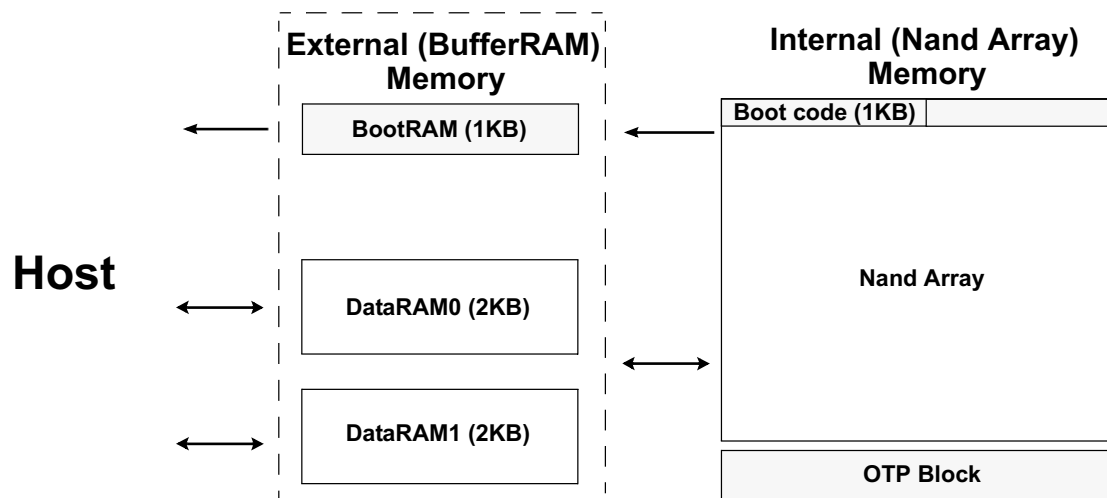 External (BufferRAM)
Memory
Internal (Nand Array)
Memory
BootRAM (1KB)
Boot code (1KB)
Host
Nand Array
DataRAM0 (2KB)
DataRAM1 (2KB)
OTP Block